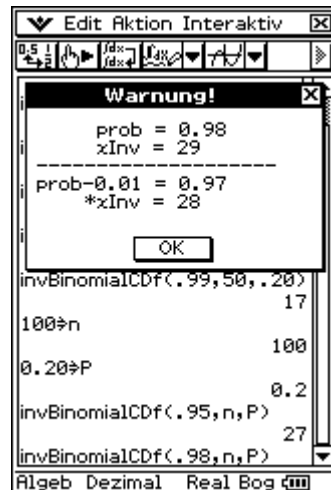 Edit Aktion Interaktiv
Warnung!
prob = 0.98
xInv = 29
prob-0.01 = 0.97
*xInv = 28
OK
invBinomialCDf(.99,50,.20)
17
100⇒n
100
0.20⇒P
0.2
invBinomialCDf(.95,n,P)
27
invBinomialCDf(.98,n,P)
Algeb Dezimal Real Bog